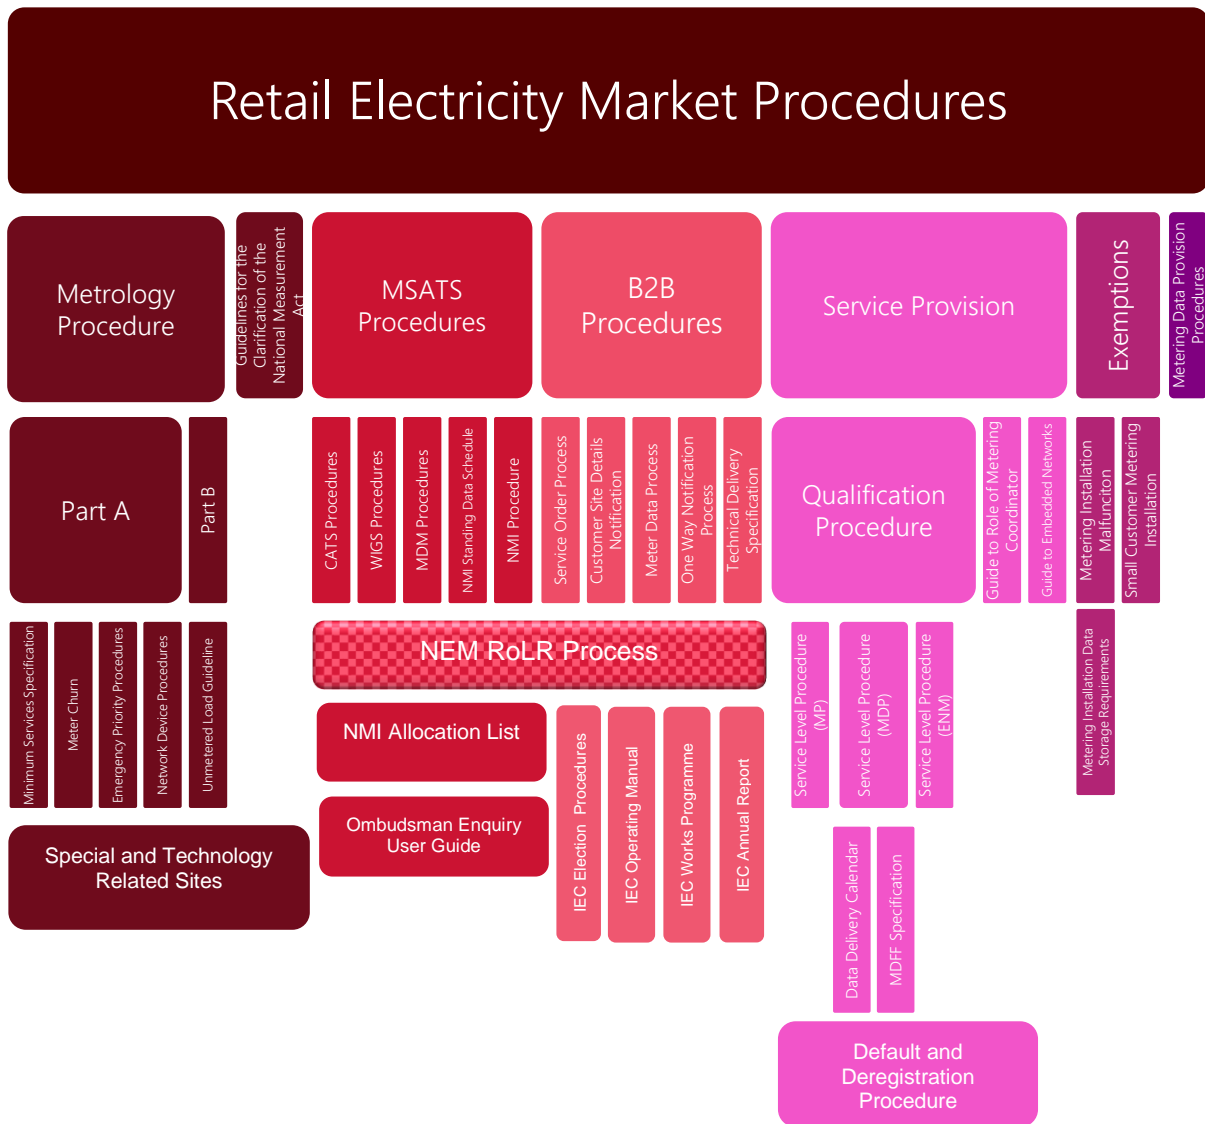 Retail Electricity Market Procedures
Metrology
Procedure
Guidelines for the
Clarification of the
National Measurement
Act
MSATS
Procedures
B2B
Procedures
Service Provision
Exemptions
Metering Data Provision
Procedures
Part A
Part B
CATS Procedures
WIGS Procedures
MDM Procedures
NMI Standing Data Schedule
NMI Procedure
Service Order Process
Customer Site Details
Notification
Meter Data Process
One Way Notification
Process
Technical Delivery
Specification
Qualification
Procedure
Guide to Role of Metering
Coordinator
Guide to Embedded Networks
Metering Installation
Malfunciton
Small Customer Metering
Installation
Minimum Services Specification
Meter Churn
Emergency Priority Procedures
Network Device Procedures
Unmetered Load Guideline
NEM RoLR Process
Service Level Procedure
(MP)
Service Level Procedure
(MDP)
Service Level Procedure
(ENM)
Metering Installation Data
Storage Requirements
NMI Allocation List
Ombudsman Enquiry
User Guide
IEC Election  Procedures
IEC Operating Manual
IEC Works Programme
IEC Annual Report
Special and Technology
Related Sites
Data Delivery Calendar
MDFF Specification
Default and
Deregistration
Procedure